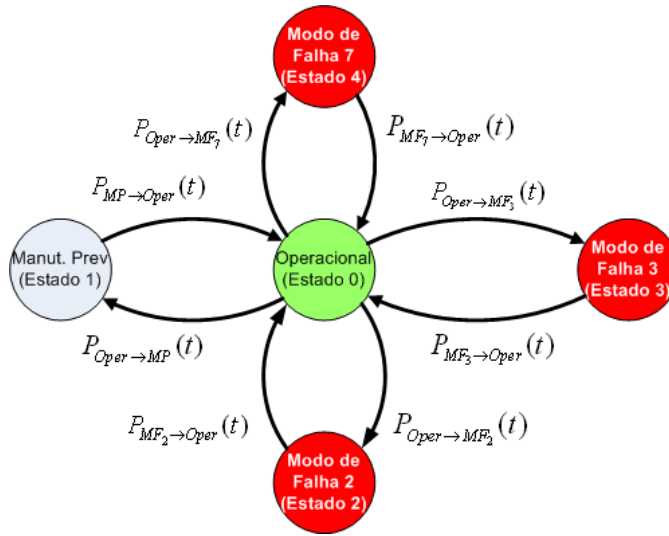 Modo de
Falha 7
(Estado 4)
P_{Oper→MF_7}(t)
P_{MF_7→Oper}(t)
P_{MP→Oper}(t)
P_{Oper→MF_3}(t)
Manut. Prev
(Estado 1)
Operacional
(Estado 0)
Modo de
Falha 3
(Estado 3)
P_{Oper→MP}(t)
P_{MF_3→Oper}(t)
P_{MF_2→Oper}(t)
P_{Oper→MF_2}(t)
Modo de
Falha 2
(Estado 2)